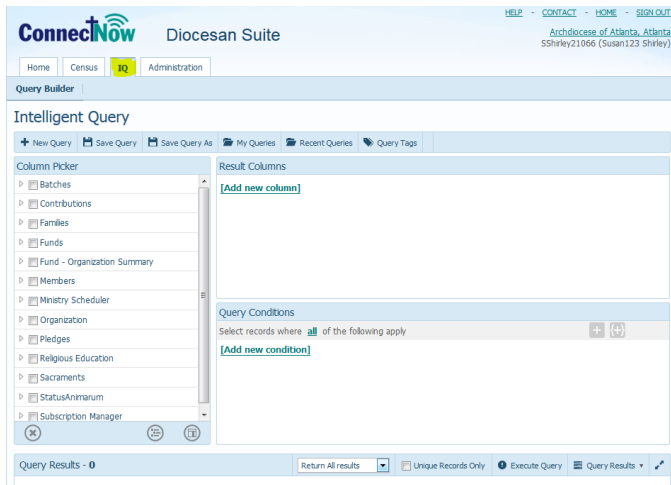 HELP - CONTACT - HOME - SIGN OUT
ConnectNow Diocesan Suite
Archdiocese of Atlanta, Atlanta
SShirley21066 (Susan123 Shirley)
Home Census IQ Administration
Query Builder
Intelligent Query
New Query Save Query Save Query As My Queries Recent Queries Query Tags
Column Picker
Batches
Contributions
Families
Funds
Fund - Organization Summary
Members
Ministry Scheduler
Organization
Pledges
Religious Education
Sacraments
StatusAnimarum
Subscription Manager
Result Columns
[Add new column]
Query Conditions
Select records where all of the following apply
[Add new condition]
Query Results - 0 Return All results Unique Records Only Execute Query Query Results